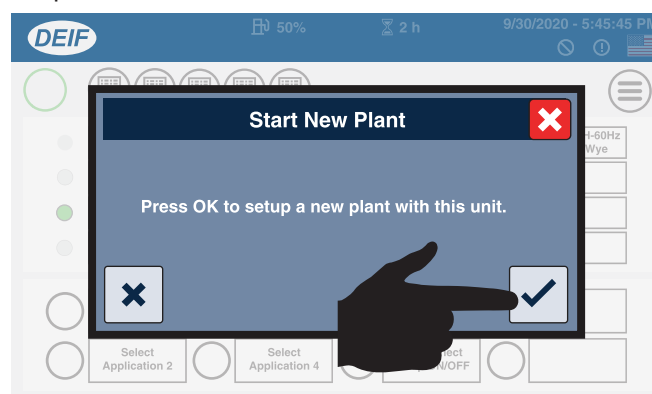 DEIF
50%
2 h
9/30/2020 - 5:45:45 PM
Start New Plant
-60Hz
Wye
Press OK to setup a new plant with this unit.
Select
Application 2
Select
Application 4
N/OFF